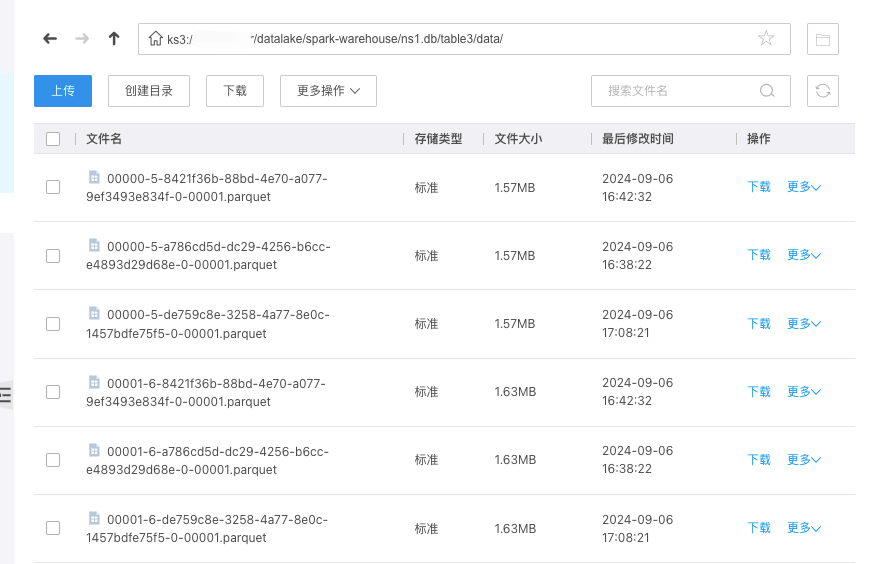 ks3:/ r/datalake/spark-warehouse/ns1.db/table3/data/
上传 创建目录 下载 更多操作 搜索文件名
文件名 存储类型 文件大小 最后修改时间 操作
00000-5-8421f36b-88bd-4e70-a077-
9ef3493e834f-0-00001.parquet
标准
1.57MB
2024-09-06
16:42:32
下载 更多
00000-5-a786cd5d-dc29-4256-b6cc-
e4893d29d68e-0-00001.parquet
标准
1.57MB
2024-09-06
16:38:22
下载 更多
00000-5-de759c8e-3258-4a77-8e0c-
1457bdfe75f5-0-00001.parquet
标准
1.57MB
2024-09-06
17:08:21
下载 更多
00001-6-8421f36b-88bd-4e70-a077-
9ef3493e834f-0-00001.parquet
标准
1.63MB
2024-09-06
16:42:32
下载 更多
00001-6-a786cd5d-dc29-4256-b6cc-
e4893d29d68e-0-00001.parquet
标准
1.63MB
2024-09-06
16:38:22
下载 更多
00001-6-de759c8e-3258-4a77-8e0c-
1457bdfe75f5-0-00001.parquet
标准
1.63MB
2024-09-06
17:08:21
下载 更多